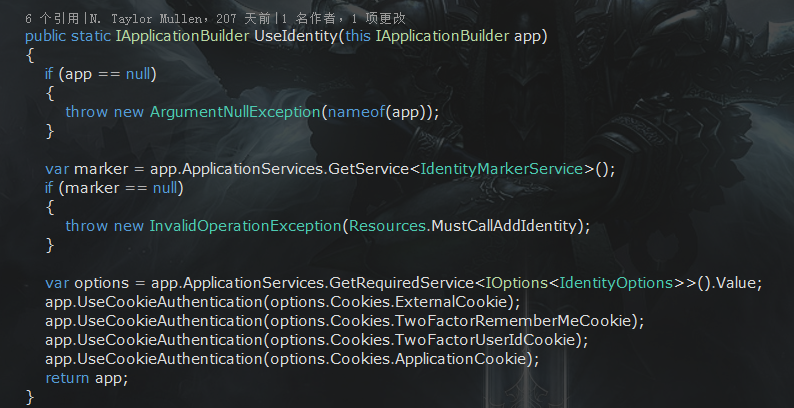 6 个引用|N. Taylor Mullen，207 天前|1 名作者，1 项更改
public static IApplicationBuilder UseIdentity(this IApplicationBuilder app)
{
if (app == null)
{
throw new ArgumentNullException(nameof(app));
}
var marker = app.ApplicationServices.GetService<IdentityMarkerService>();
if (marker == null)
{
throw new InvalidOperationException(Resources.MustCallAddIdentity);
}
var options = app.ApplicationServices.GetRequiredService<IOptions<IdentityOptions>>().Value;
app.UseCookieAuthentication(options.Cookies.ExternalCookie);
app.UseCookieAuthentication(options.Cookies.TwoFactorRememberMeCookie);
app.UseCookieAuthentication(options.Cookies.TwoFactorUserIdCookie);
app.UseCookieAuthentication(options.Cookies.ApplicationCookie);
return app;
}